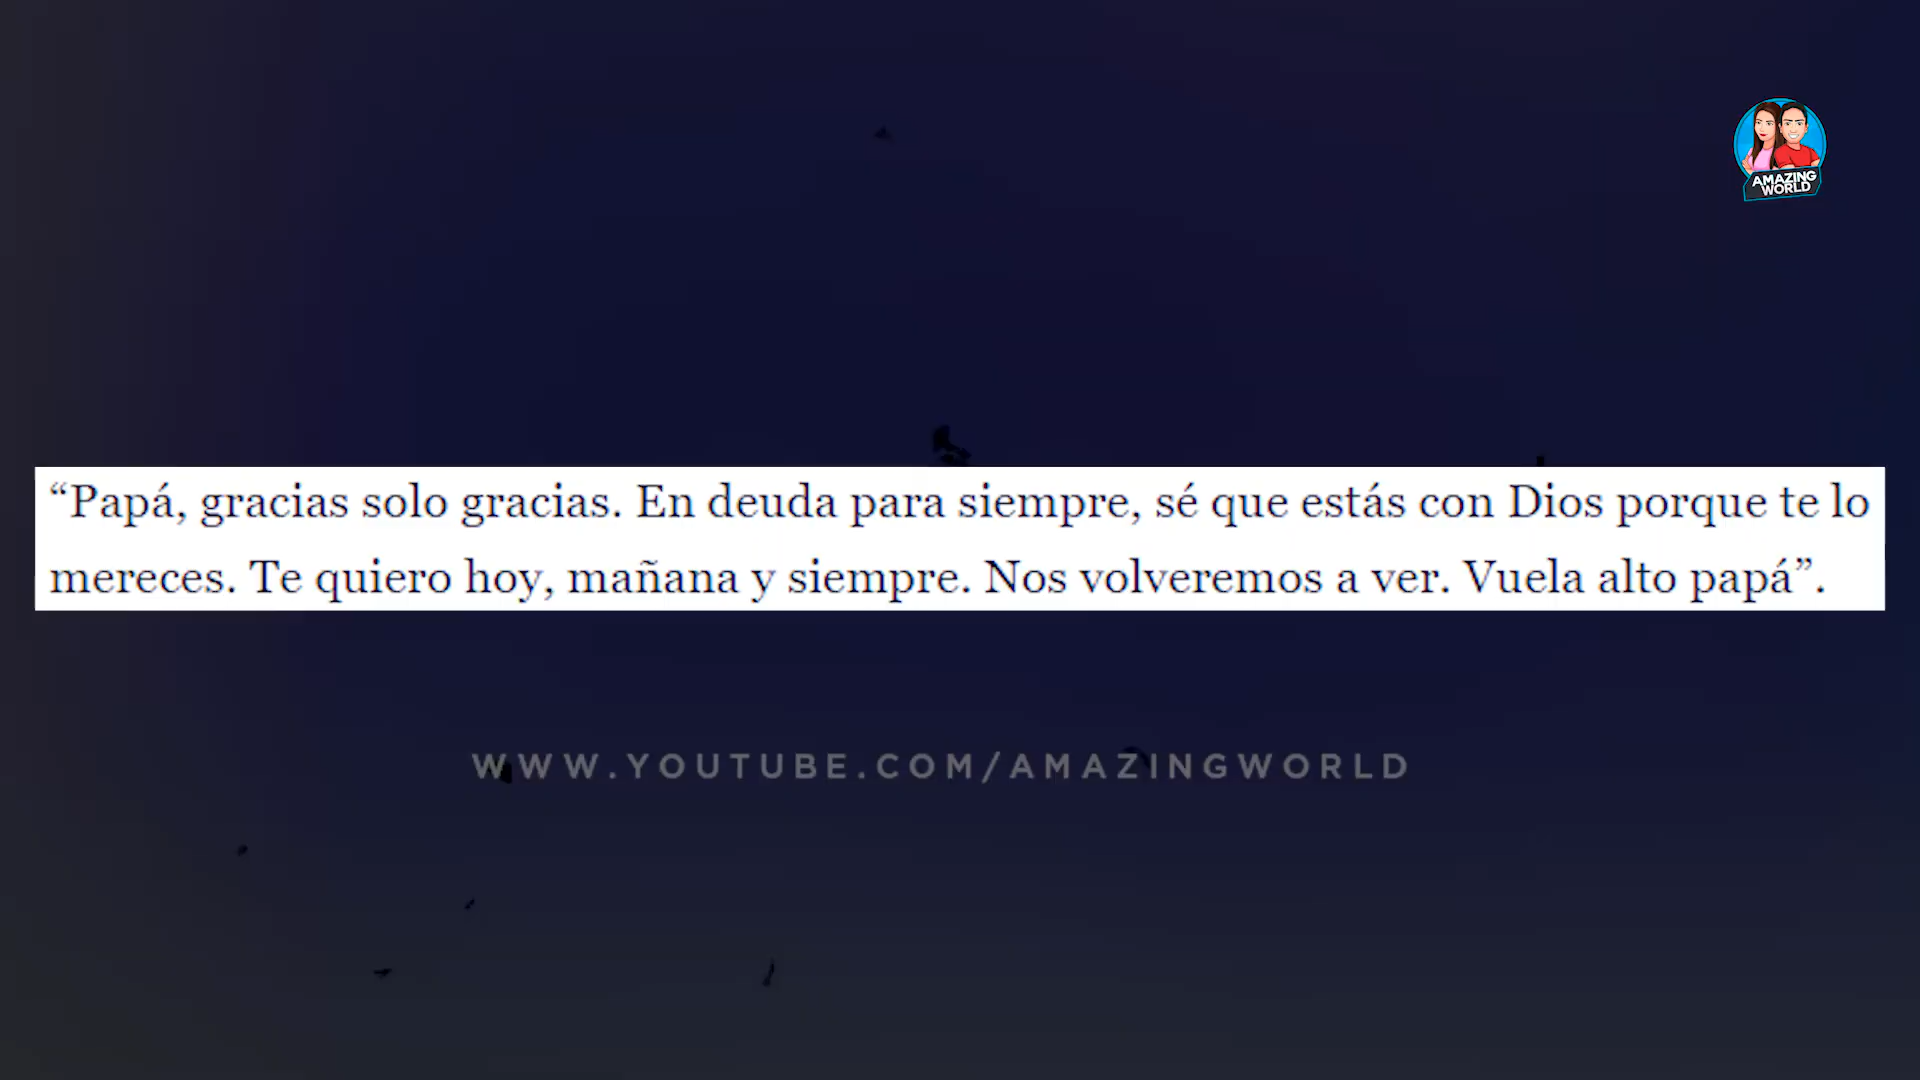 AMAZING
WORLD
“Papá, gracias solo gracias. En deuda para siempre, sé que estás con Dios porque te lo
mereces. Te quiero hoy, mañana y siempre. Nos volveremos a ver. Vuela alto papá”.
WWW.YOUTUBE.COM/AMAZINGWORLD